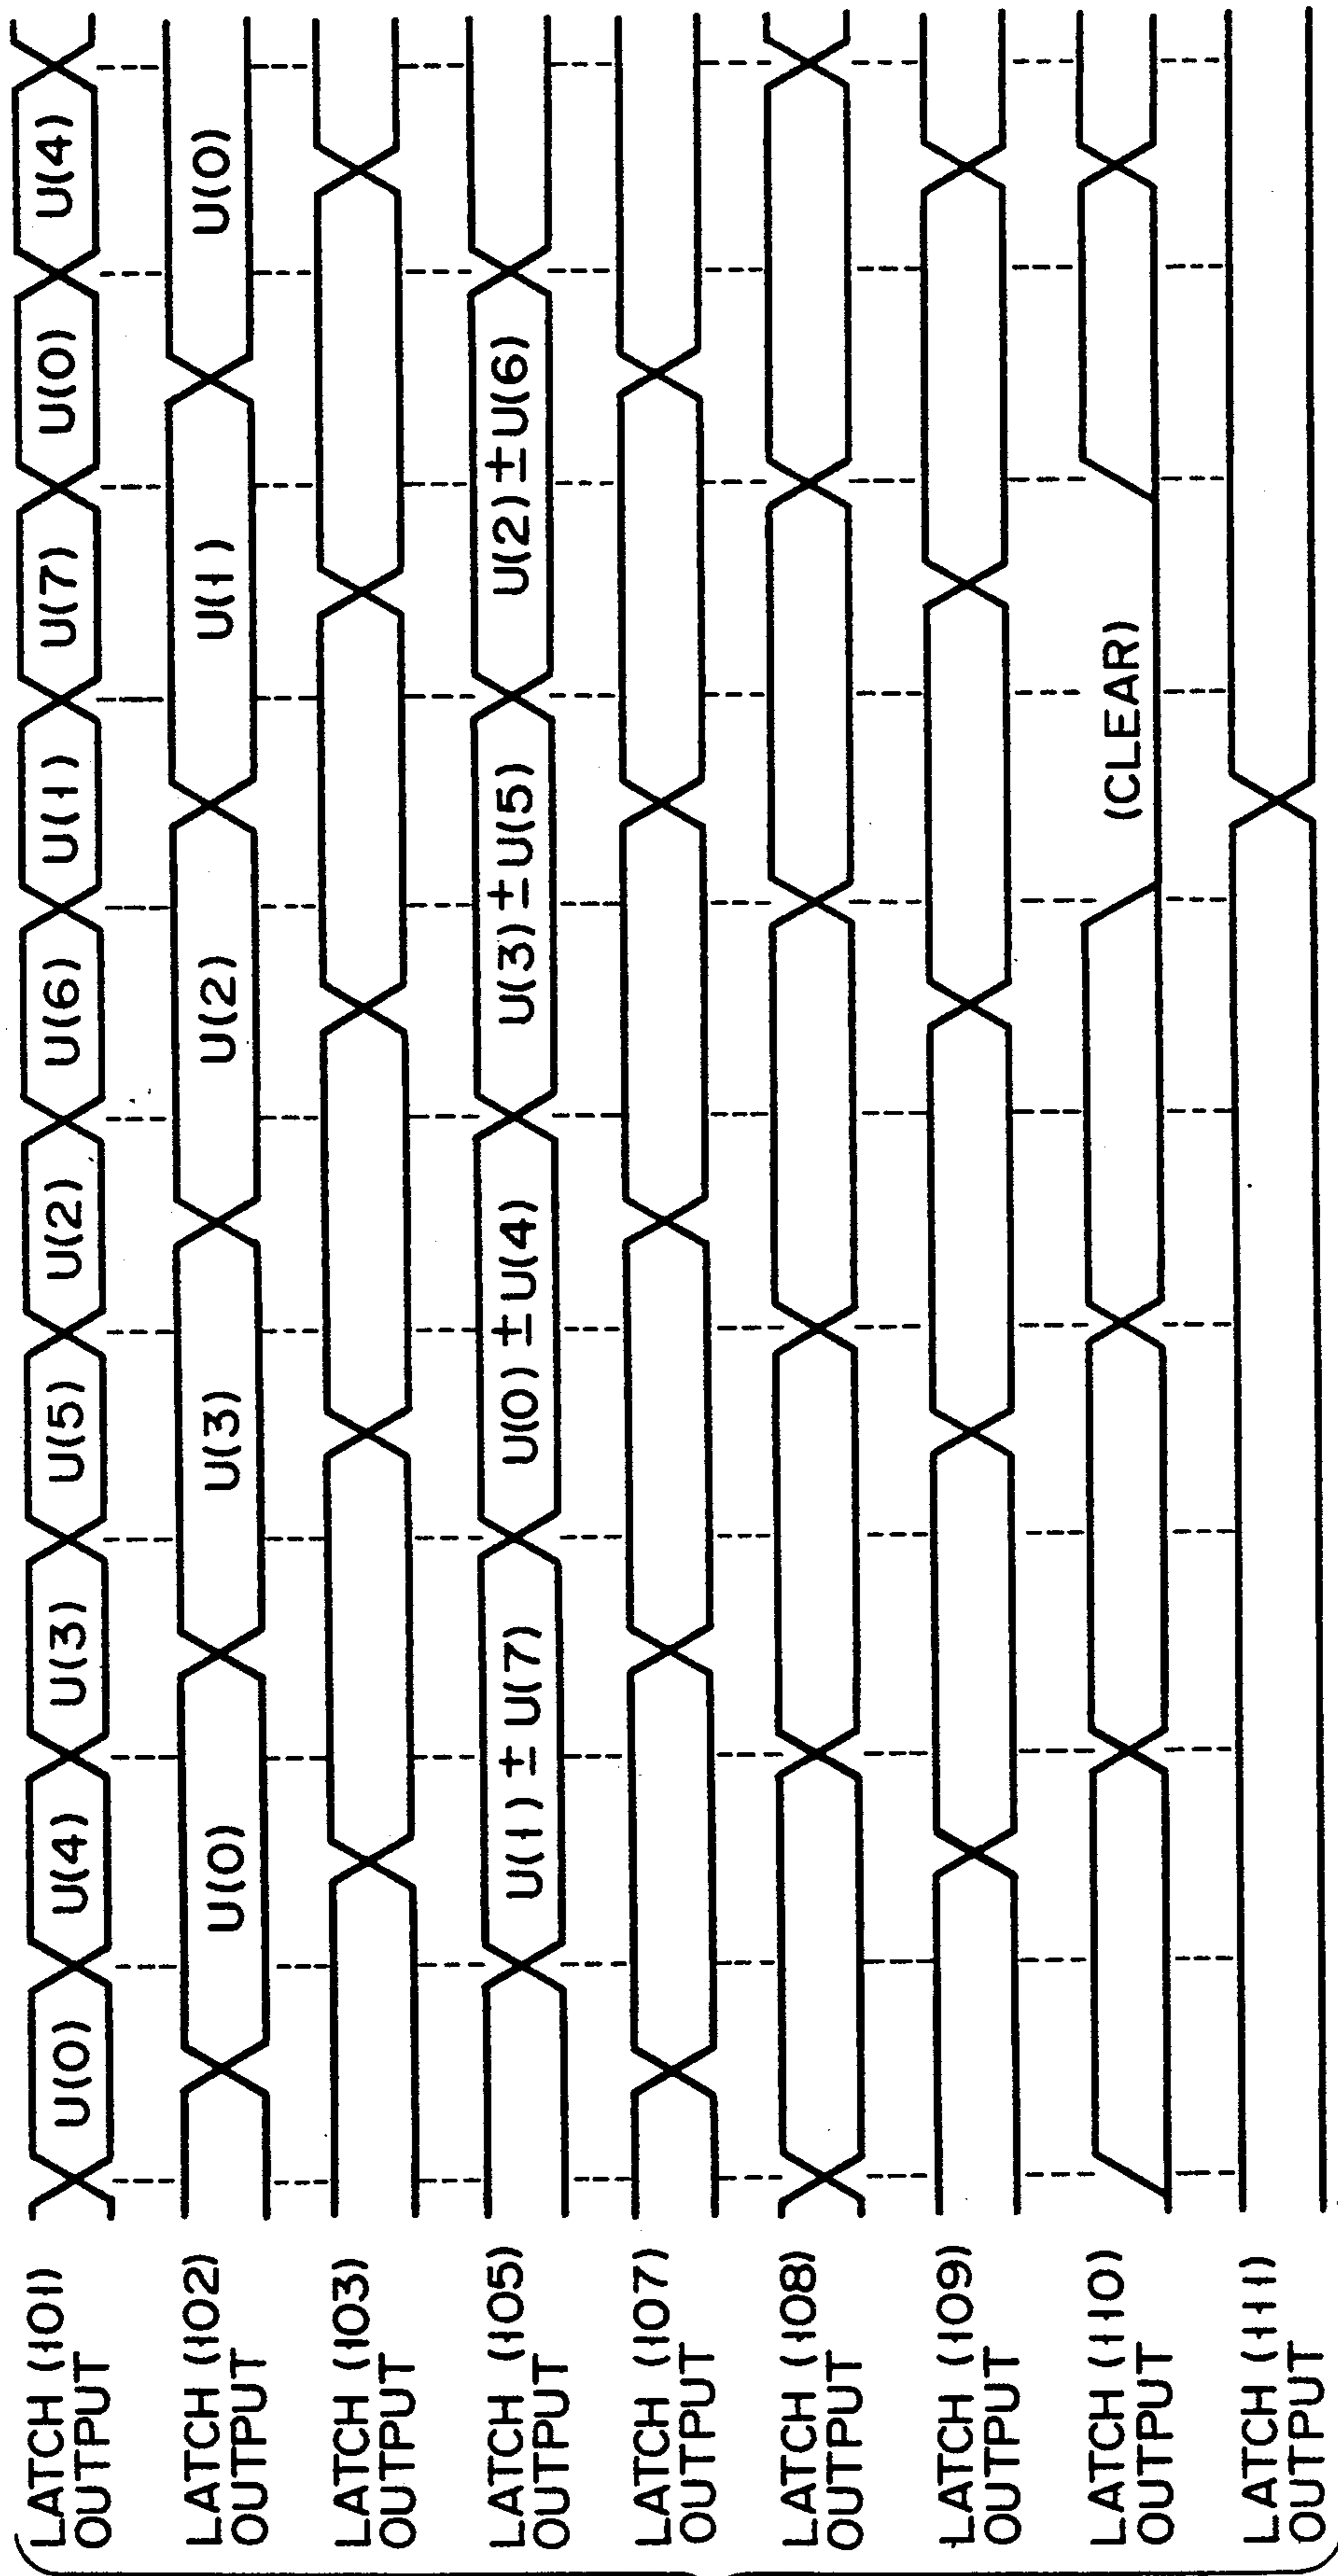 LATCH (101)
OUTPUT
U(0)
U(4)
U(3)
U(5)
U(2)
U(6)
U(1)
U(7)
U(0)
U(4)
LATCH (102)
OUTPUT
U(0)
U(3)
U(2)
U(1)
U(0)
LATCH (103)
OUTPUT
LATCH (105)
OUTPUT
U(1) ± U(7)
U(0) ± U(4)
U(3) ± U(5)
U(2) ± U(6)
LATCH (107)
OUTPUT
LATCH (108)
OUTPUT
LATCH (109)
OUTPUT
LATCH (110)
OUTPUT
(CLEAR)
LATCH (111)
OUTPUT